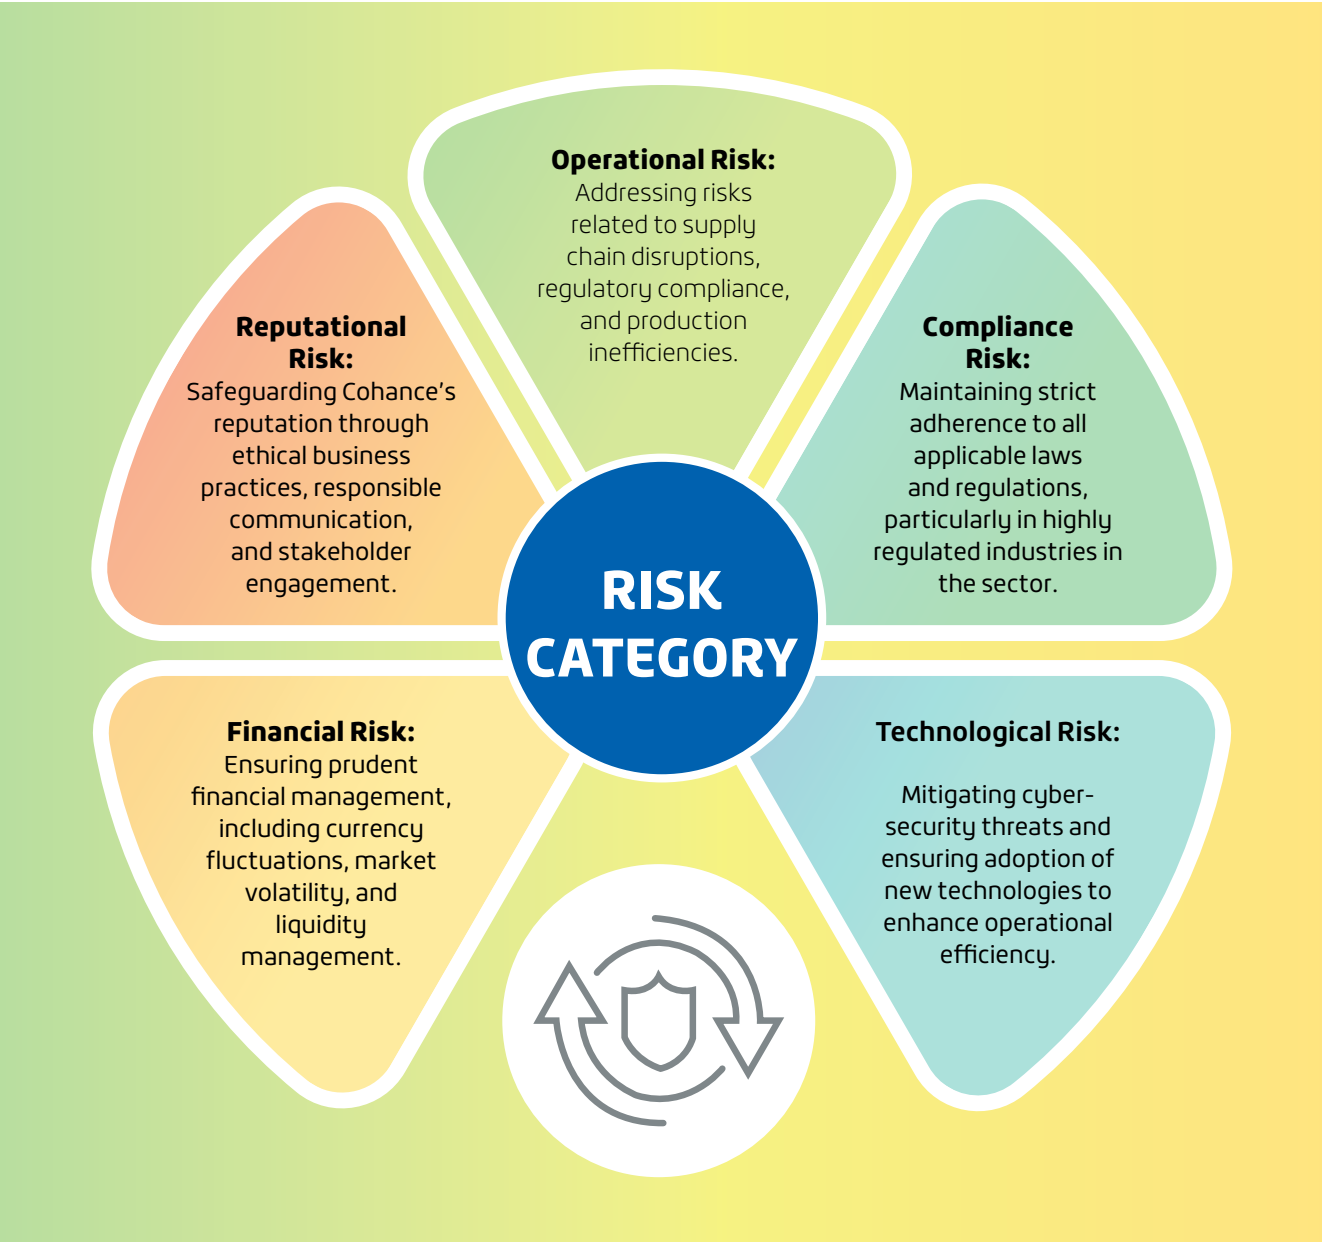 Operational Risk:
Addressing risks
related to supply
chain disruptions,
regulatory compliance,
and production
inefficiencies.
Reputational
Risk:
Safeguarding Cohance’s
reputation through
ethical business
practices, responsible
communication,
and stakeholder
engagement.
Compliance
Risk:
Maintaining strict
adherence to all
applicable laws
and regulations,
particularly in highly
regulated industries in
the sector.
RISK
CATEGORY
Financial Risk:
Ensuring prudent
financial management,
including currency
fluctuations, market
volatility, and
liquidity
management.
Technological Risk:
Mitigating cyber-
security threats and
ensuring adoption of
new technologies to
enhance operational
efficiency.